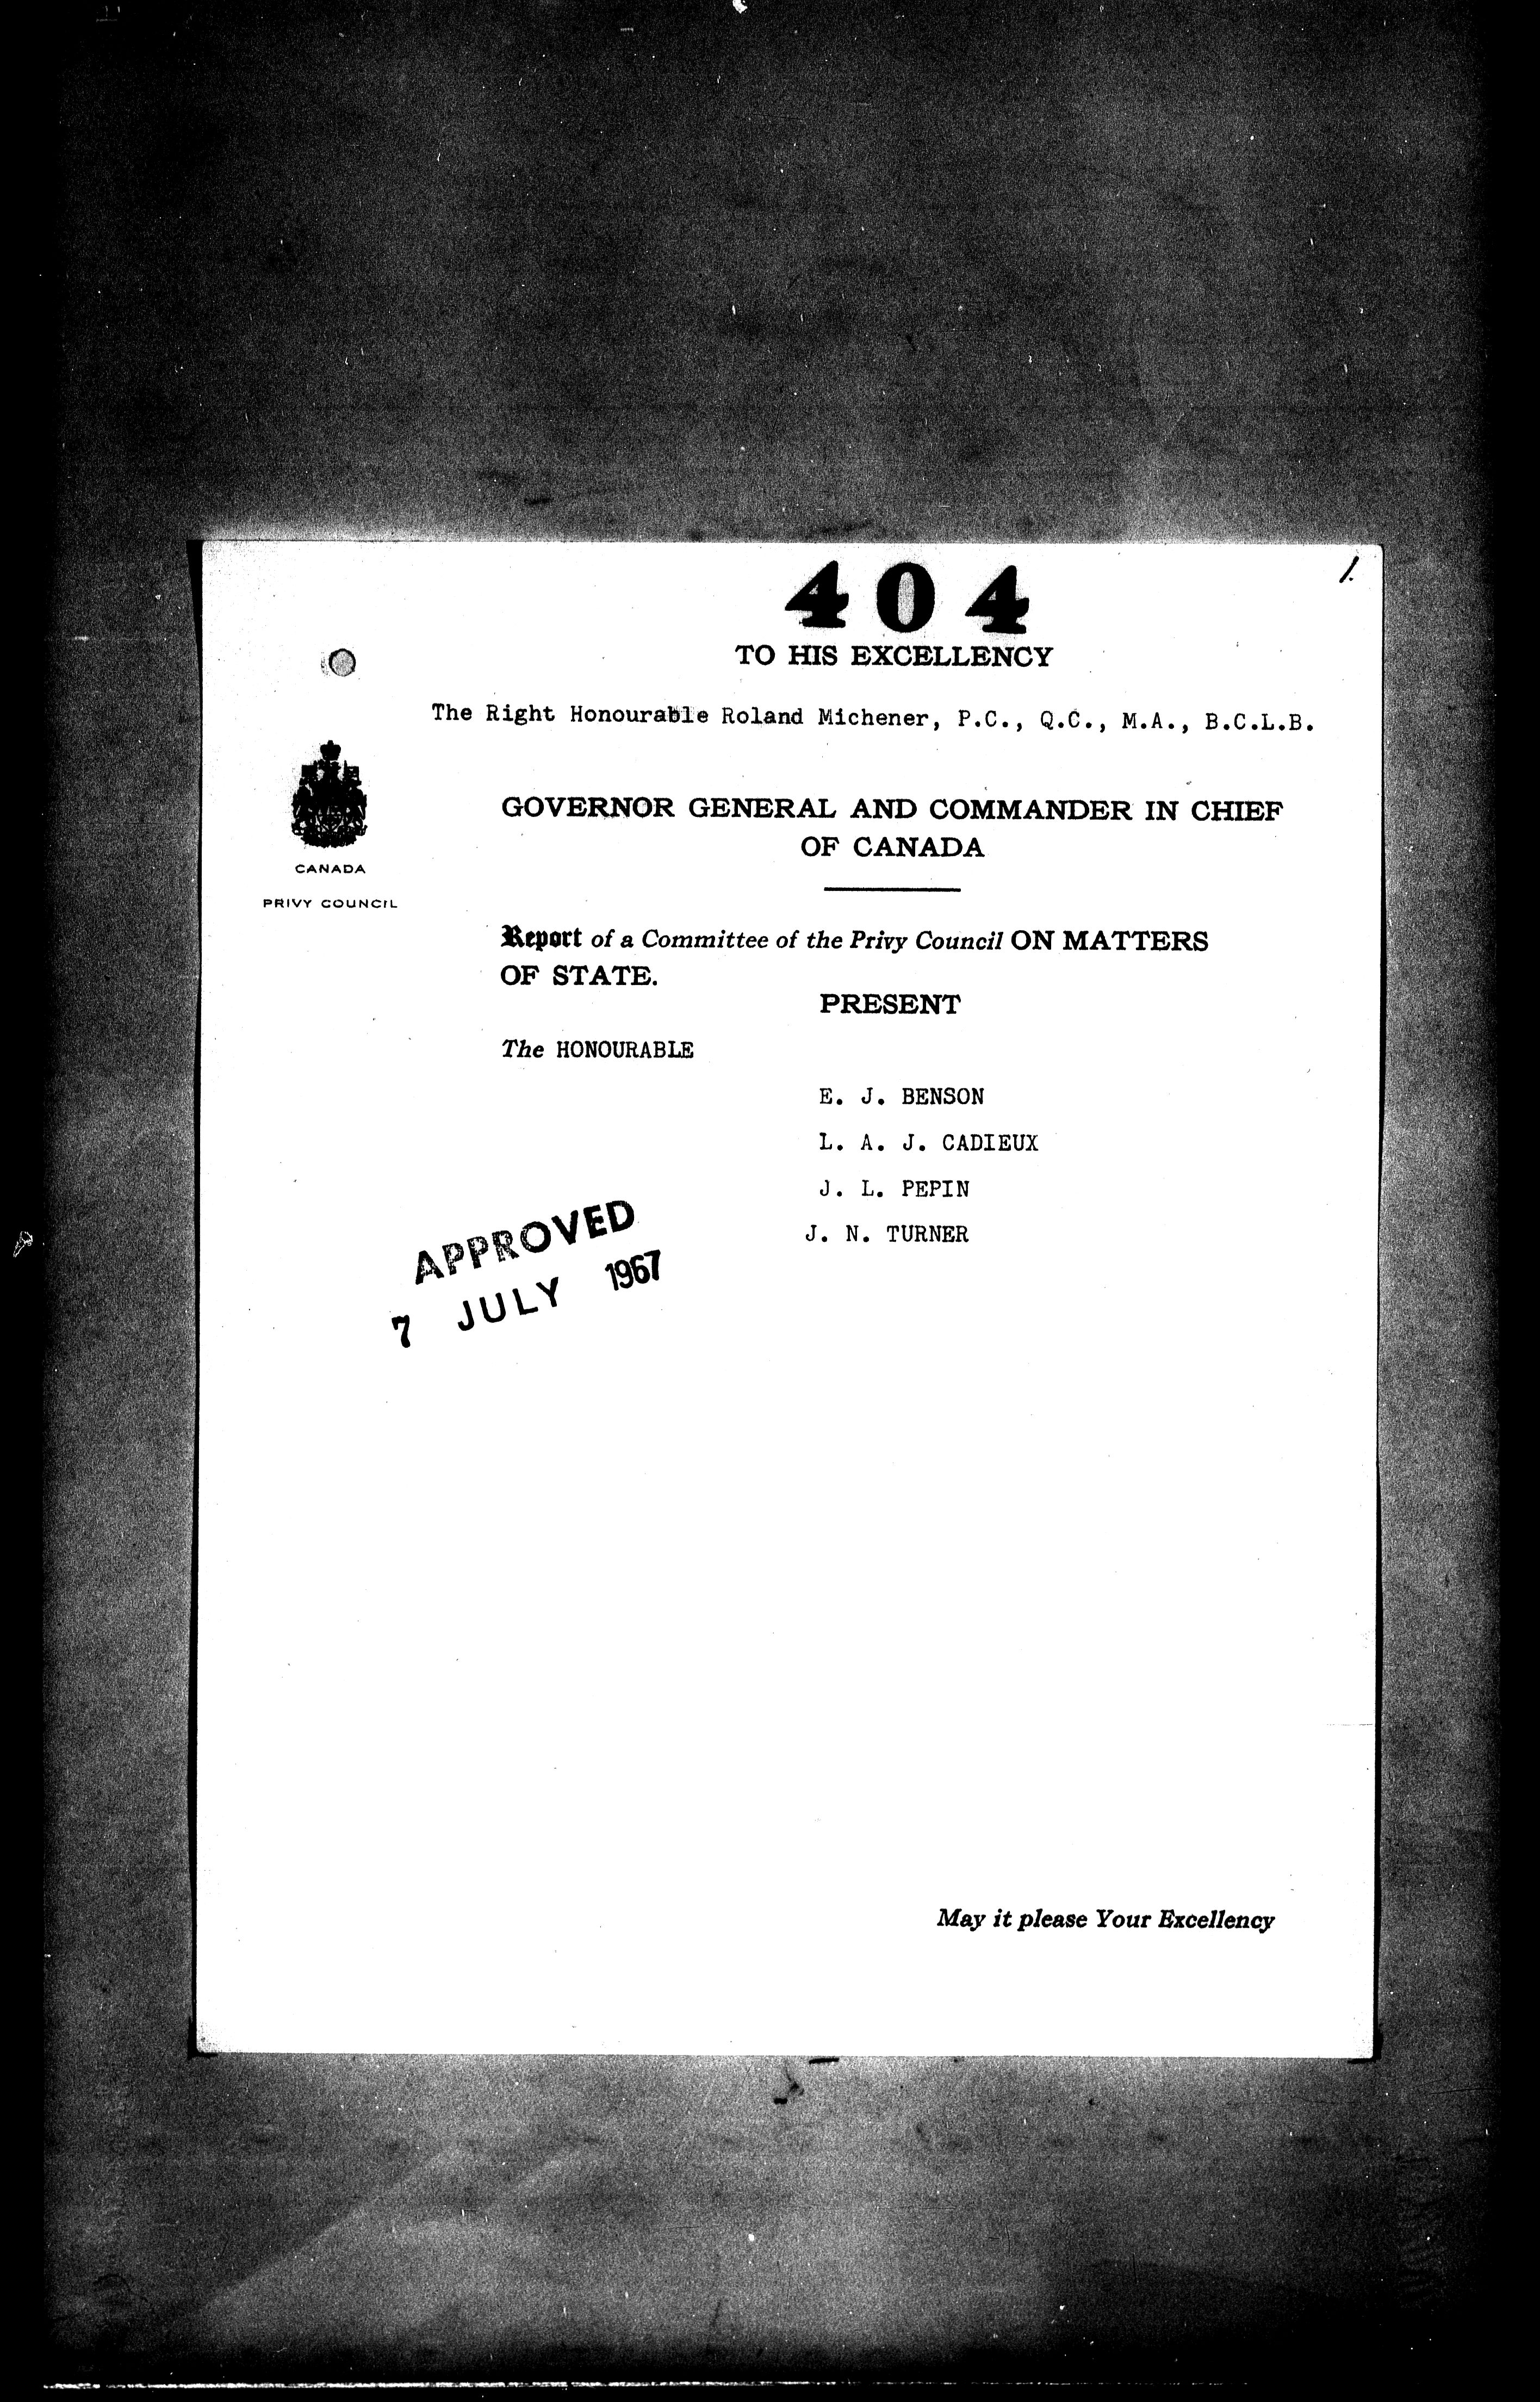 1.
404
TO HIS EXCELLENCY
The Right Honourable Roland Michener, P.C., Q.C., M.A., B.C.L.B.
GOVERNOR GENERAL AND COMMANDER IN CHIEF
OF CANADA
CANADA
PRIVY COUNCIL
Report of a Committee of the Privy Council ON MATTERS
OF STATE.
PRESENT
The HONOURABLE
E. J. BENSON
L. A. J. CADIEUX
J. L. PEPIN
J. N. TURNER
APPROVED
7 JULY 1967
May it please Your Excellency